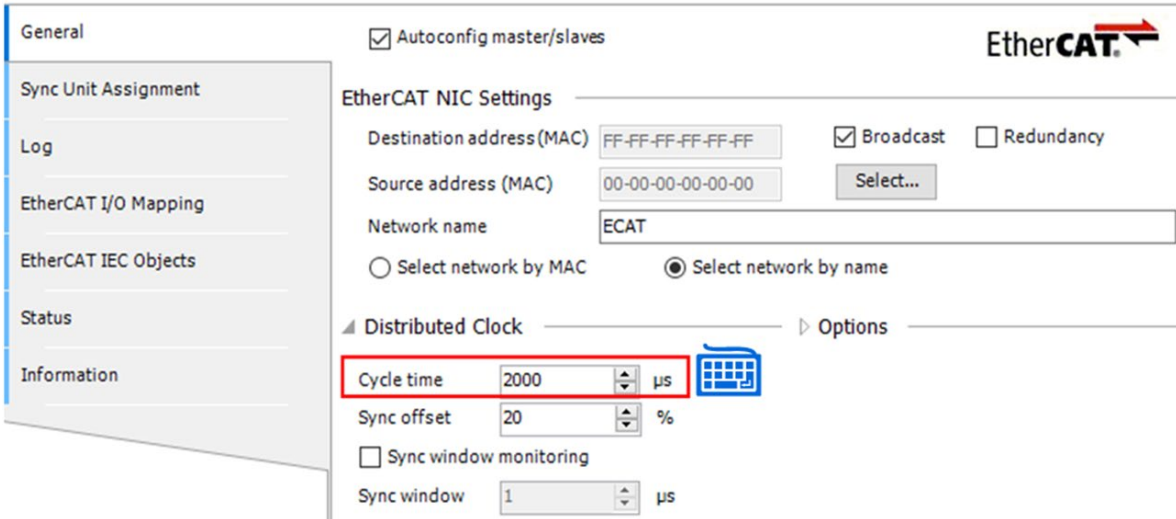 General
Sync Unit Assignment
Log
EtherCAT I/O Mapping
EtherCAT IEC Objects
Status
Information
Autoconfig master/slaves
EtherCAT.
EtherCAT NIC Settings
Destination address (MAC) FF-FF-FF-FF-FF-FF Broadcast Redundancy
Source address (MAC) 00-00-00-00-00-00 Select...
Network name ECAT
Select network by MAC Select network by name
Distributed Clock Options
Cycle time 2000 µs
Sync offset 20 %
Sync window monitoring
Sync window 1 µs